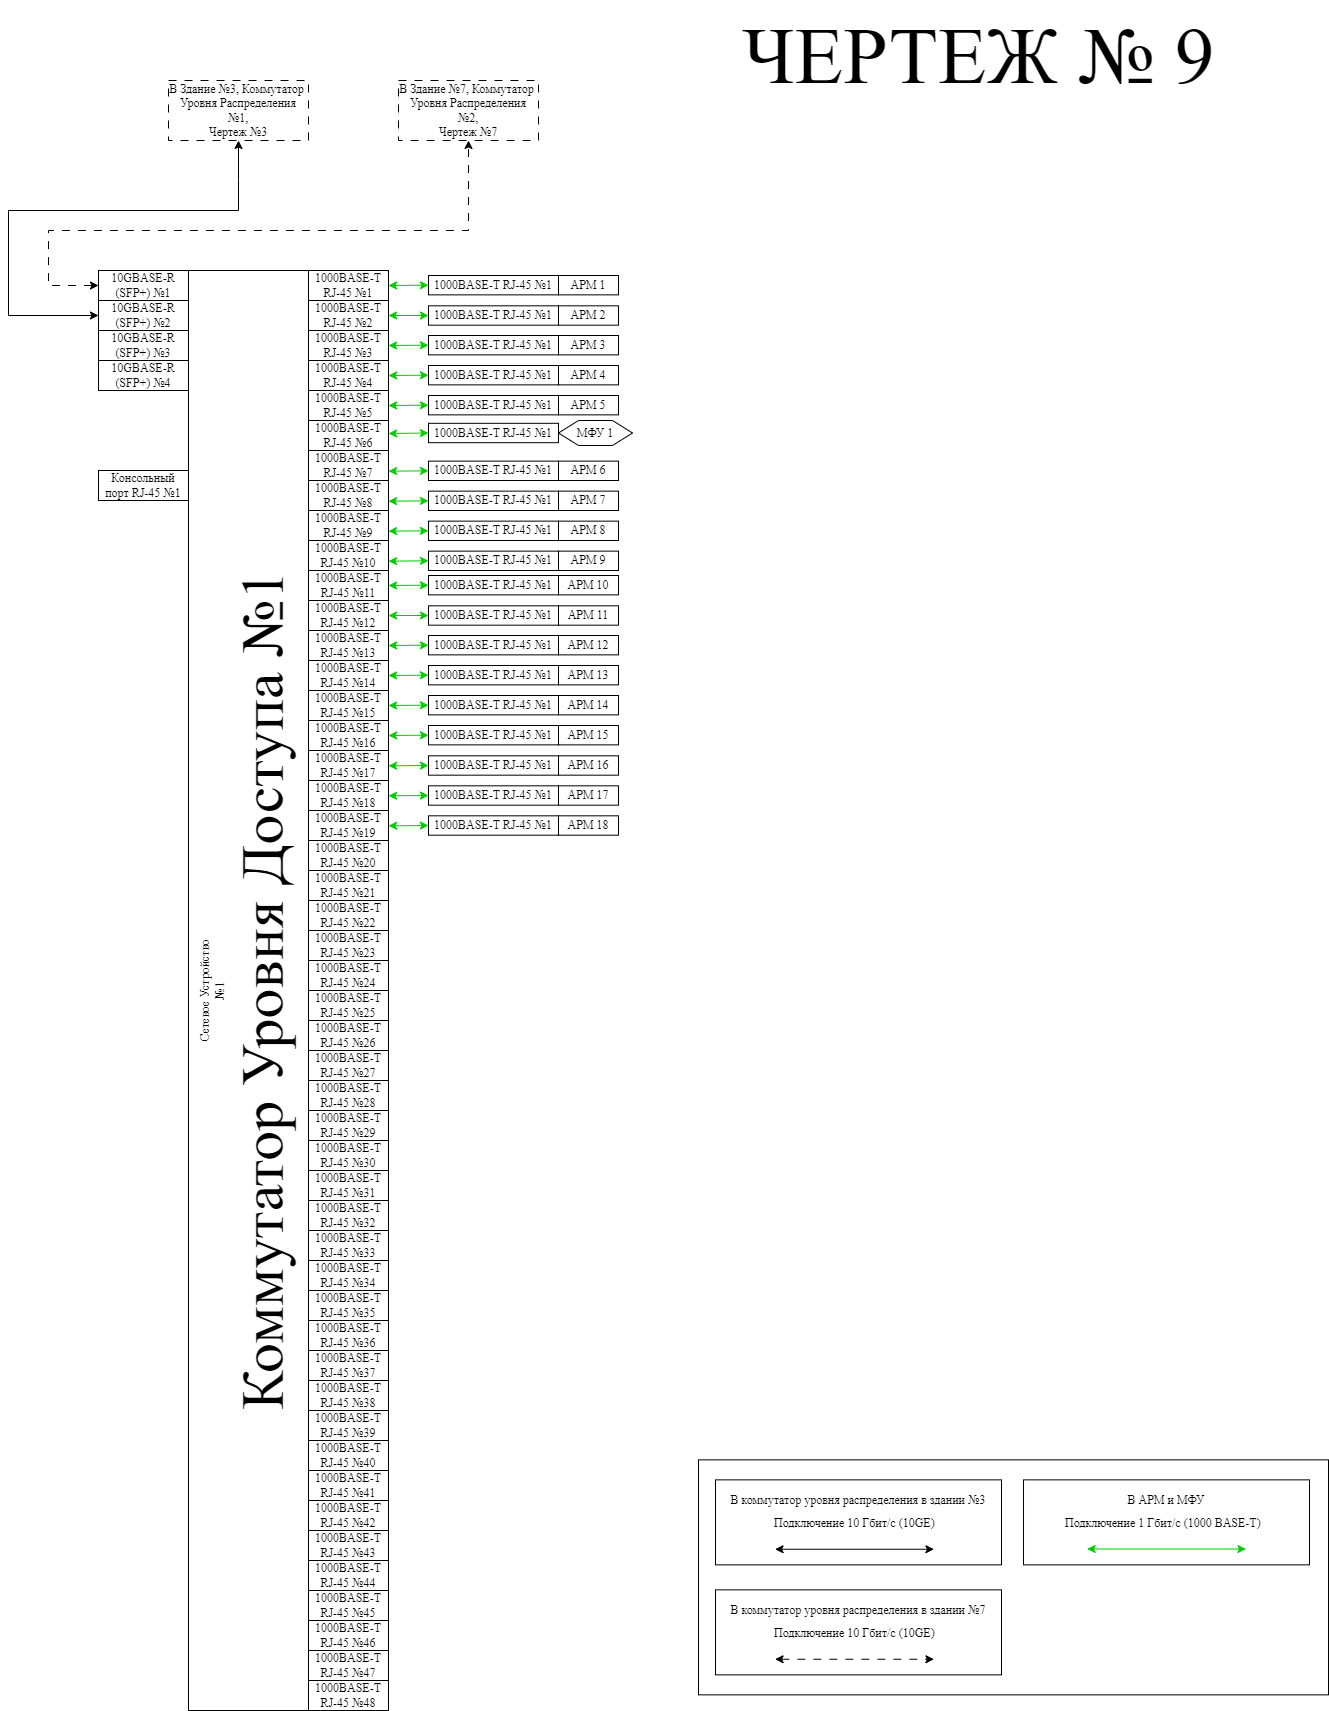 ЧЕРТЕЖ № 9
В Здание №3, Коммутатор
Уровня Распределения
№1,
Чертеж №3
В Здание №7, Коммутатор
Уровня Распределения
№2,
Чертеж №7
10GBASE-R
(SFP+) №1
10GBASE-R
(SFP+) №2
10GBASE-R
(SFP+) №3
10GBASE-R
(SFP+) №4
Консольный
порт RJ-45 №1
Сетевое Устройство
№1
Коммутатор Уровня Доступа №1
1000BASE-T
RJ-45 №1
1000BASE-T
RJ-45 №2
1000BASE-T
RJ-45 №3
1000BASE-T
RJ-45 №4
1000BASE-T
RJ-45 №5
1000BASE-T
RJ-45 №6
1000BASE-T
RJ-45 №7
1000BASE-T
RJ-45 №8
1000BASE-T
RJ-45 №9
1000BASE-T
RJ-45 №10
1000BASE-T
RJ-45 №11
1000BASE-T
RJ-45 №12
1000BASE-T
RJ-45 №13
1000BASE-T
RJ-45 №14
1000BASE-T
RJ-45 №15
1000BASE-T
RJ-45 №16
1000BASE-T
RJ-45 №17
1000BASE-T
RJ-45 №18
1000BASE-T
RJ-45 №19
1000BASE-T
RJ-45 №20
1000BASE-T
RJ-45 №21
1000BASE-T
RJ-45 №22
1000BASE-T
RJ-45 №23
1000BASE-T
RJ-45 №24
1000BASE-T
RJ-45 №25
1000BASE-T
RJ-45 №26
1000BASE-T
RJ-45 №27
1000BASE-T
RJ-45 №28
1000BASE-T
RJ-45 №29
1000BASE-T
RJ-45 №30
1000BASE-T
RJ-45 №31
1000BASE-T
RJ-45 №32
1000BASE-T
RJ-45 №33
1000BASE-T
RJ-45 №34
1000BASE-T
RJ-45 №35
1000BASE-T
RJ-45 №36
1000BASE-T
RJ-45 №37
1000BASE-T
RJ-45 №38
1000BASE-T
RJ-45 №39
1000BASE-T
RJ-45 №40
1000BASE-T
RJ-45 №41
1000BASE-T
RJ-45 №42
1000BASE-T
RJ-45 №43
1000BASE-T
RJ-45 №44
1000BASE-T
RJ-45 №45
1000BASE-T
RJ-45 №46
1000BASE-T
RJ-45 №47
1000BASE-T
RJ-45 №48
1000BASE-T RJ-45 №1 АРМ 1
1000BASE-T RJ-45 №1 АРМ 2
1000BASE-T RJ-45 №1 АРМ 3
1000BASE-T RJ-45 №1 АРМ 4
1000BASE-T RJ-45 №1 АРМ 5
1000BASE-T RJ-45 №1 МФУ 1
1000BASE-T RJ-45 №1 АРМ 6
1000BASE-T RJ-45 №1 АРМ 7
1000BASE-T RJ-45 №1 АРМ 8
1000BASE-T RJ-45 №1 АРМ 9
1000BASE-T RJ-45 №1 АРМ 10
1000BASE-T RJ-45 №1 АРМ 11
1000BASE-T RJ-45 №1 АРМ 12
1000BASE-T RJ-45 №1 АРМ 13
1000BASE-T RJ-45 №1 АРМ 14
1000BASE-T RJ-45 №1 АРМ 15
1000BASE-T RJ-45 №1 АРМ 16
1000BASE-T RJ-45 №1 АРМ 17
1000BASE-T RJ-45 №1 АРМ 18
В коммутатор уровня распределения в здании №3
Подключение 10 Гбит/с (10GE)
В АРМ и МФУ
Подключение 1 Гбит/с (1000 BASE-T)
В коммутатор уровня распределения в здании №7
Подключение 10 Гбит/с (10GE)